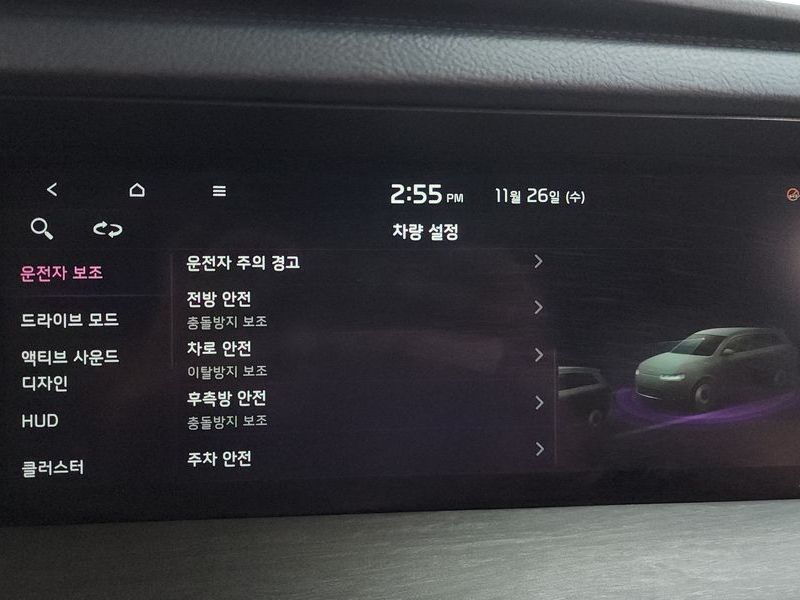 2:55 PM 11월 26일 (수)
차량 설정
운전자 보조
드라이브 모드
액티브 사운드
디자인
HUD
클러스터
운전자 주의 경고
전방 안전
충돌방지 보조
차로 안전
이탈방지 보조
후측방 안전
충돌방지 보조
주차 안전